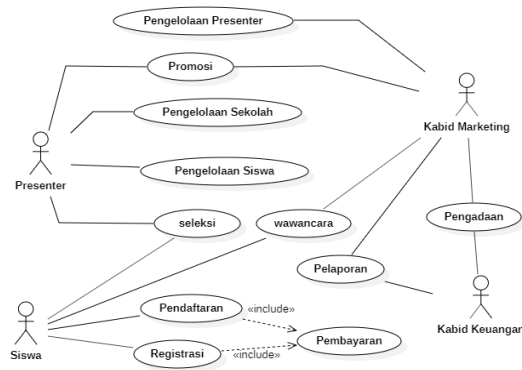 Pengelolaan Presenter
Promosi
Kabid Marketing
Pengelolaan Sekolah
Presenter
Pengelolaan Siswa
seleksi
wawancara
Pengadaan
Pelaporan
Pendaftaran
«include»
Kabid Keuangan
Siswa
Registrasi
«include»
Pembayaran